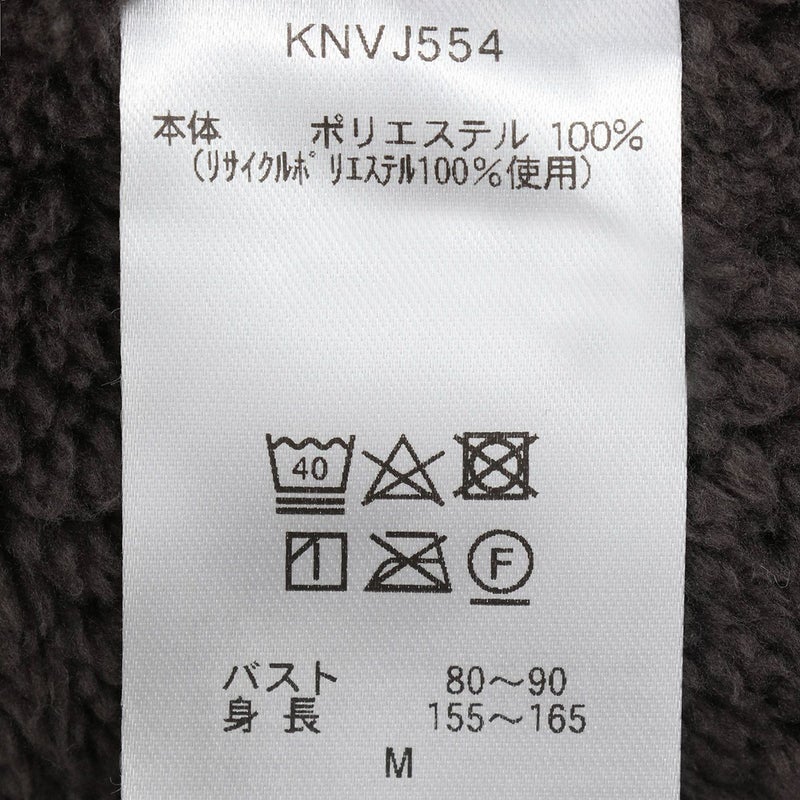 KNVJ554
本体 ポリエステル 100%
(リサイクルポリエステル100%使用)
40
F
バスト 80～90
身長 155～165
M